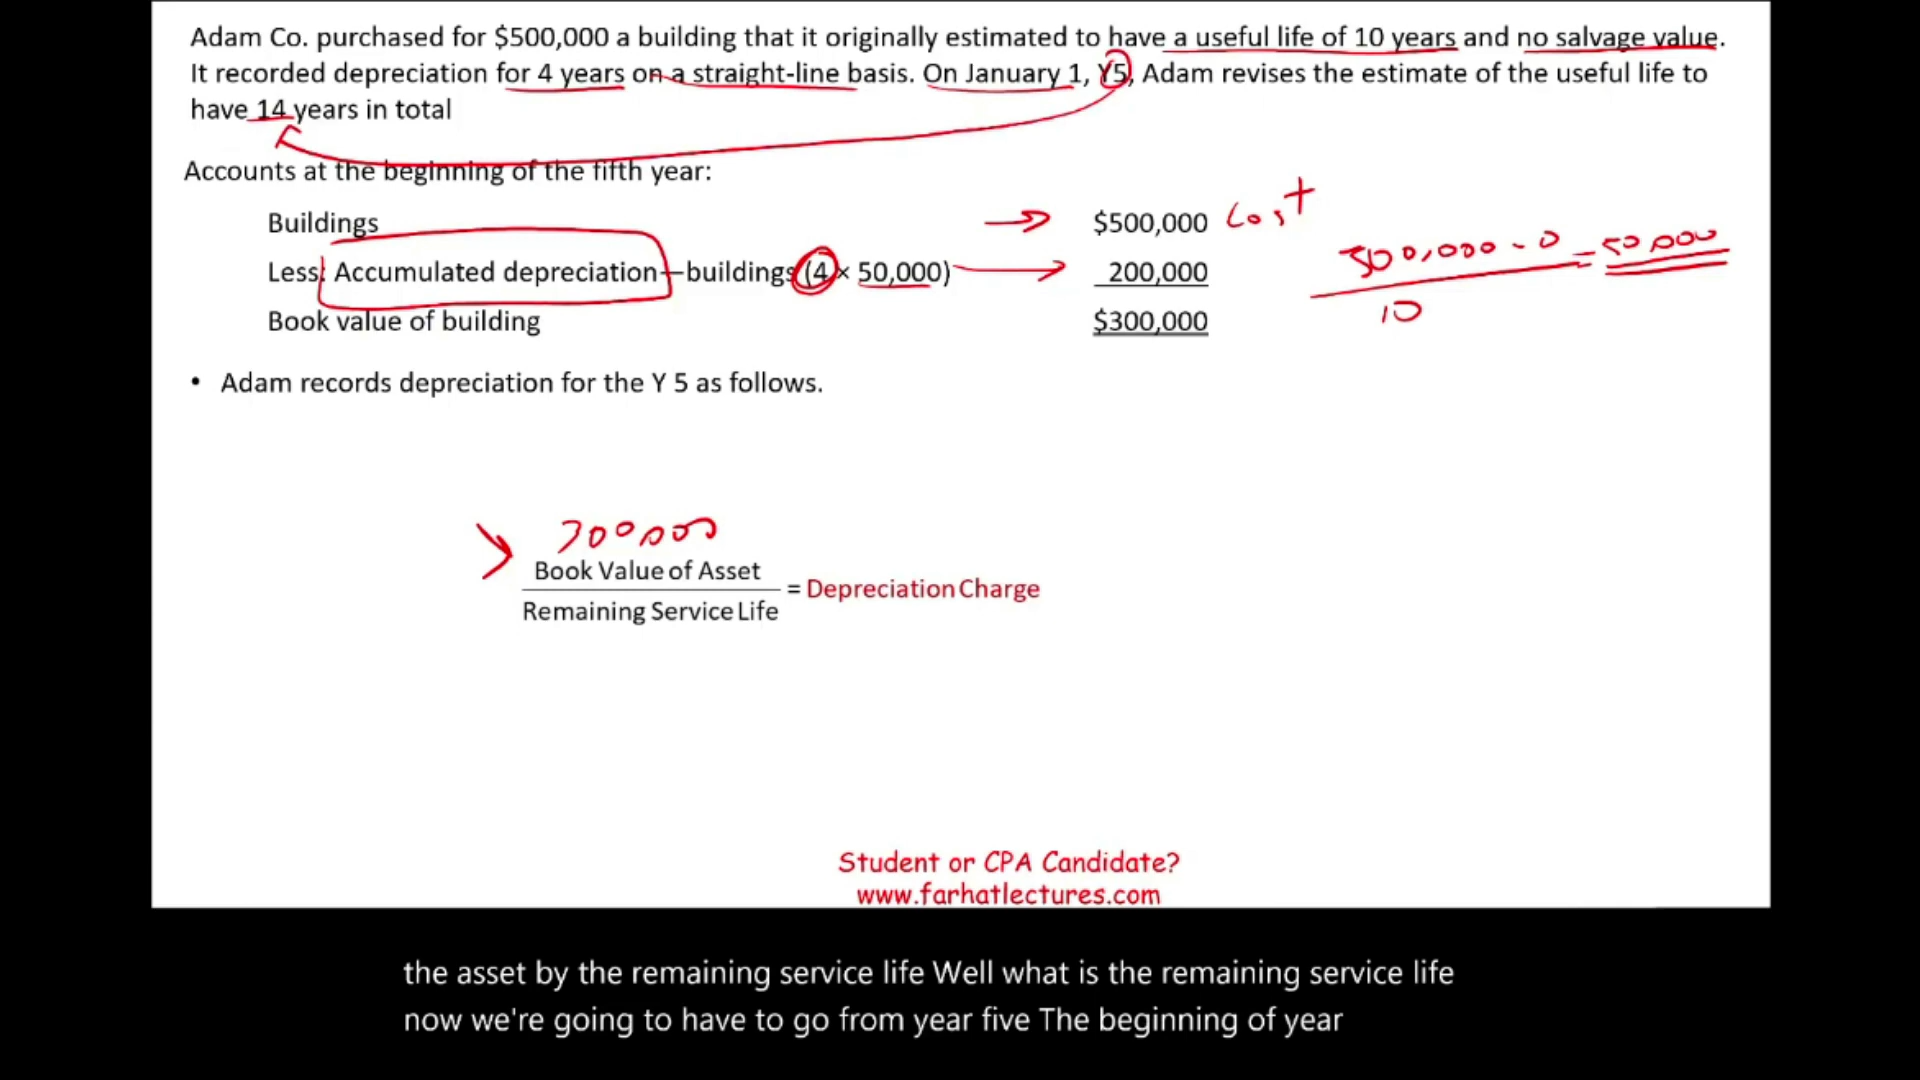 Adam Co. purchased for $500,000 a building that it originally estimated to have a useful life of 10 years and no salvage value.
It recorded depreciation for 4 years on a straight-line basis. On January 1, Y5, Adam revises the estimate of the useful life to
have 14 years in total
Accounts at the beginning of the fifth year:
Buildings $500,000 Cost
Less: Accumulated depreciation—buildings (4 × 50,000) 200,000
500,000 - 0 = 50,000
10
Book value of building $300,000
• Adam records depreciation for the Y 5 as follows.
300,000
Book Value of Asset
= Depreciation Charge
Remaining Service Life
Student or CPA Candidate?
www.farhatlectures.com
the asset by the remaining service life Well what is the remaining service life
now we're going to have to go from year five The beginning of year